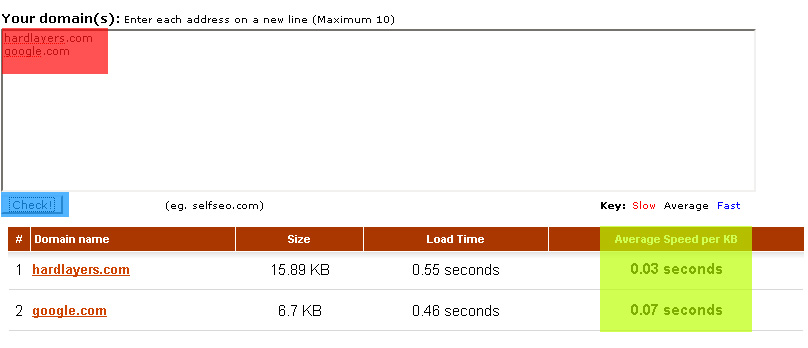 Your domain(s): Enter each address on a new line (Maximum 10)
hardlayers.com
google.com
Check! (eg. selfseo.com) Key: Slow Average Fast
# Domain name Size Load Time Average Speed per KB
1 hardlayers.com 15.89 KB 0.55 seconds 0.03 seconds
2 google.com 6.7 KB 0.46 seconds 0.07 seconds